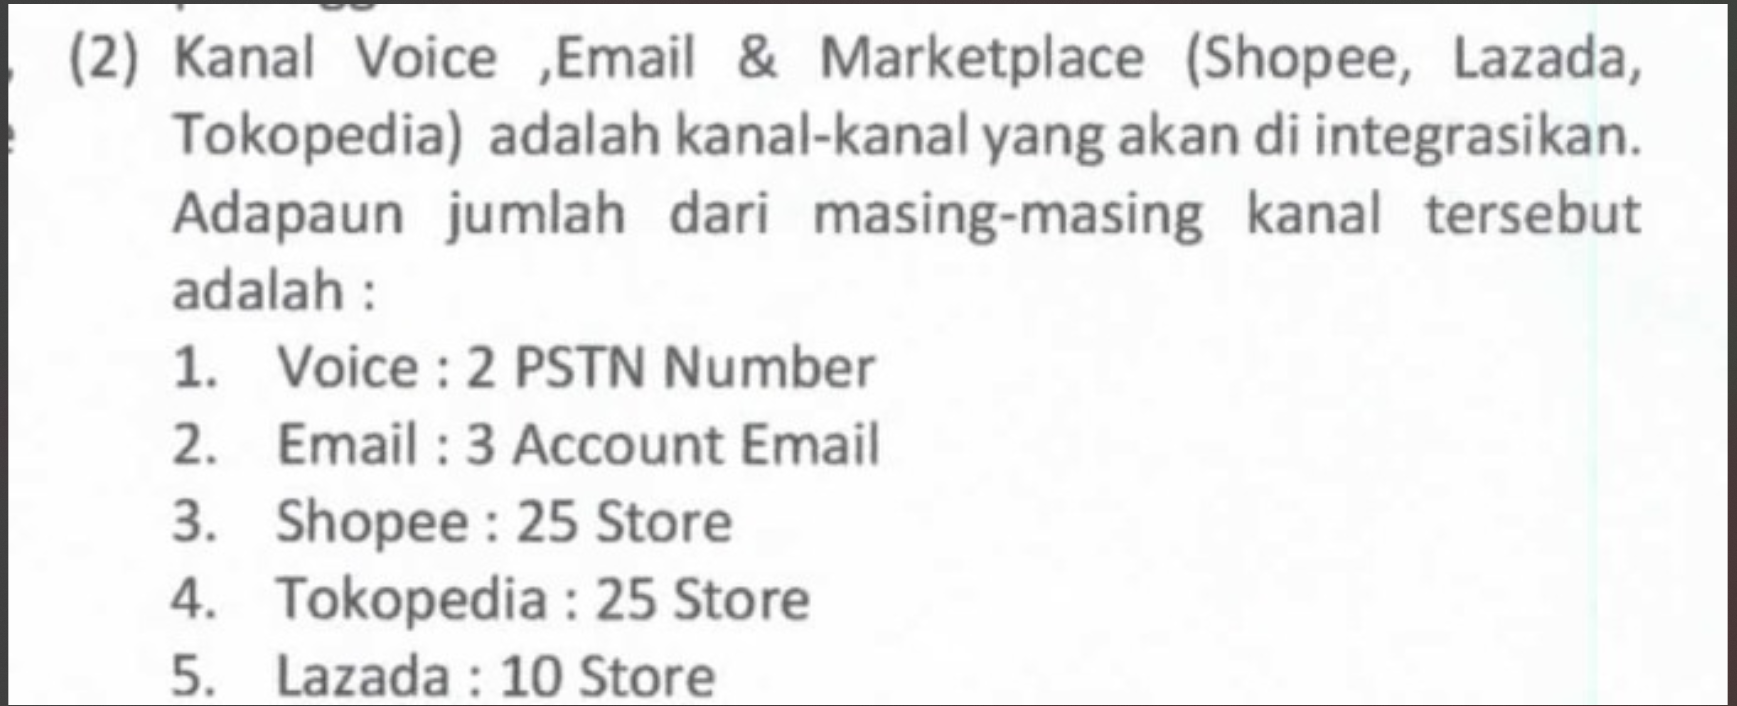 (2) Kanal Voice ,Email & Marketplace (Shopee, Lazada,
Tokopedia) adalah kanal-kanal yang akan di integrasikan.
Adapaun jumlah dari masing-masing kanal tersebut
adalah :
1. Voice : 2 PSTN Number
2. Email : 3 Account Email
3. Shopee : 25 Store
4. Tokopedia : 25 Store
5. Lazada : 10 Store